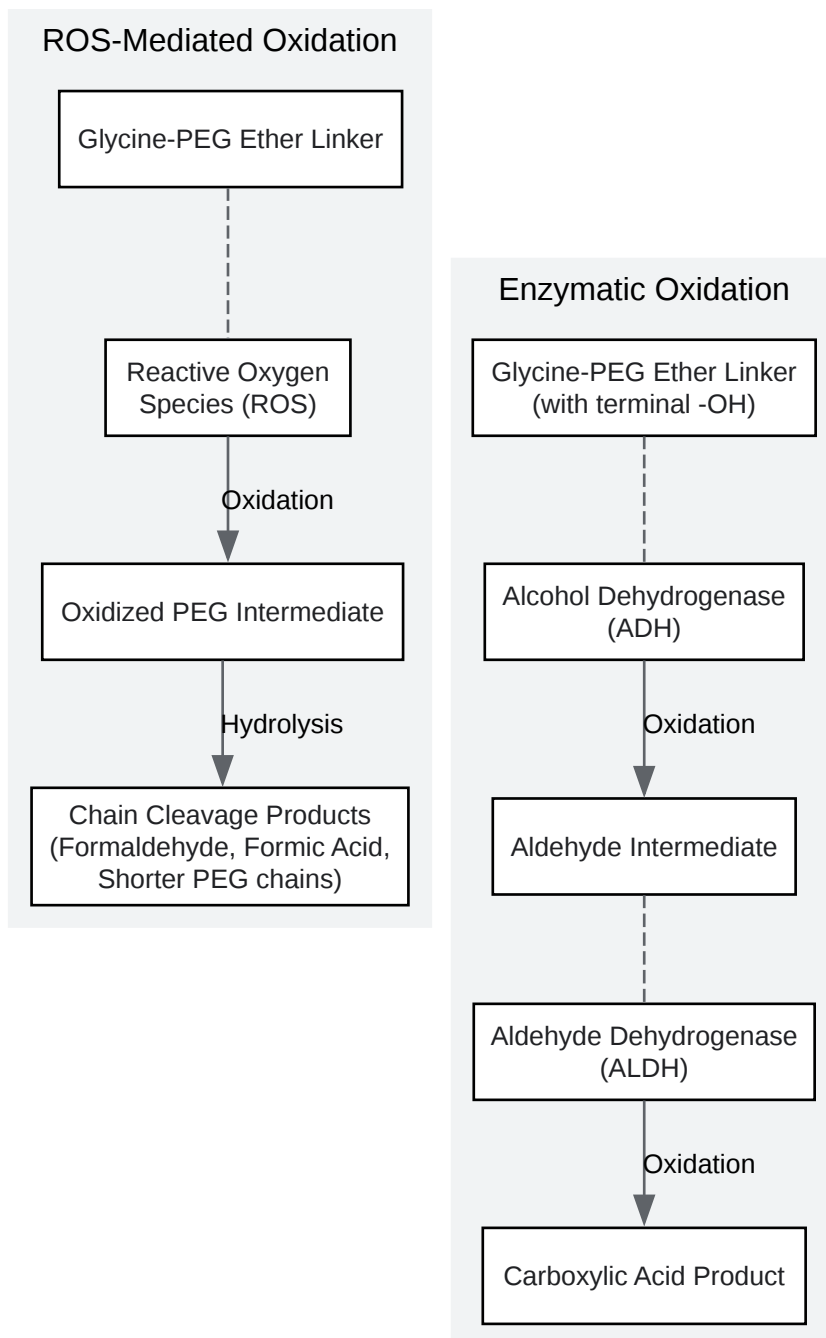 ROS-Mediated Oxidation
Glycine-PEG Ether Linker
Reactive Oxygen
Species (ROS)
Oxidation
Oxidized PEG Intermediate
Hydrolysis
Chain Cleavage Products
(Formaldehyde, Formic Acid,
Shorter PEG chains)
Enzymatic Oxidation
Glycine-PEG Ether Linker
(with terminal -OH)
Alcohol Dehydrogenase
(ADH)
Oxidation
Aldehyde Intermediate
Aldehyde Dehydrogenase
(ALDH)
Oxidation
Carboxylic Acid Product